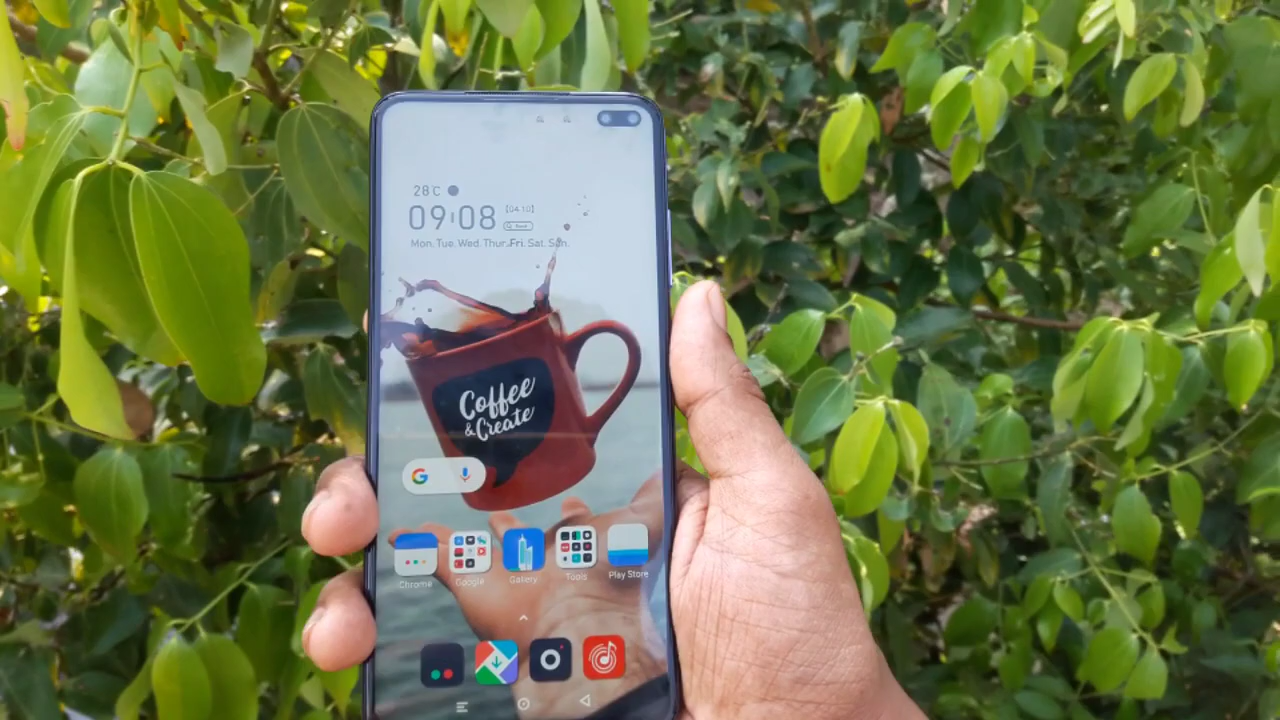 28°C
09:08 [04.10]
Mon. Tue. Wed. Thur. Fri. Sat. Sun.
Coffee
& Create
G
Chrome Google Gallery Tools Play Store